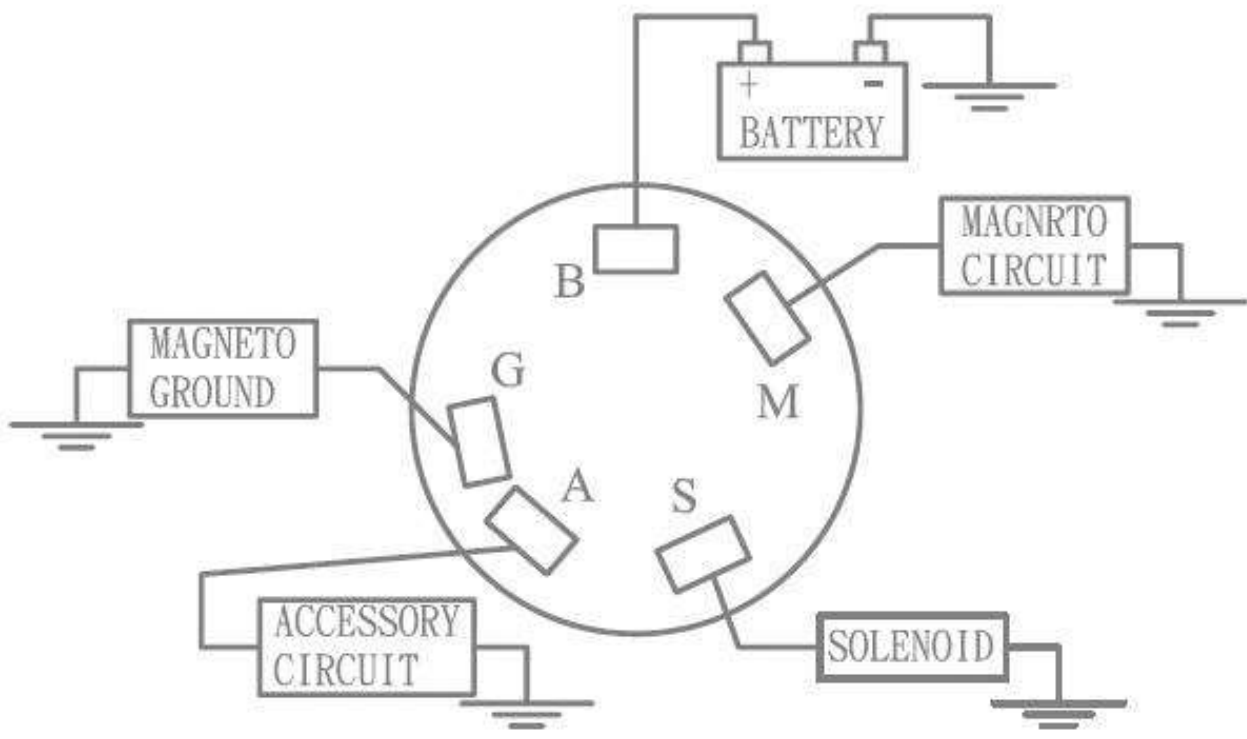 + -
BATTERY
MAGNRTO
CIRCUIT
B
M
MAGNETO
GROUND
G
A
S
ACCESSORY
CIRCUIT
SOLENOID